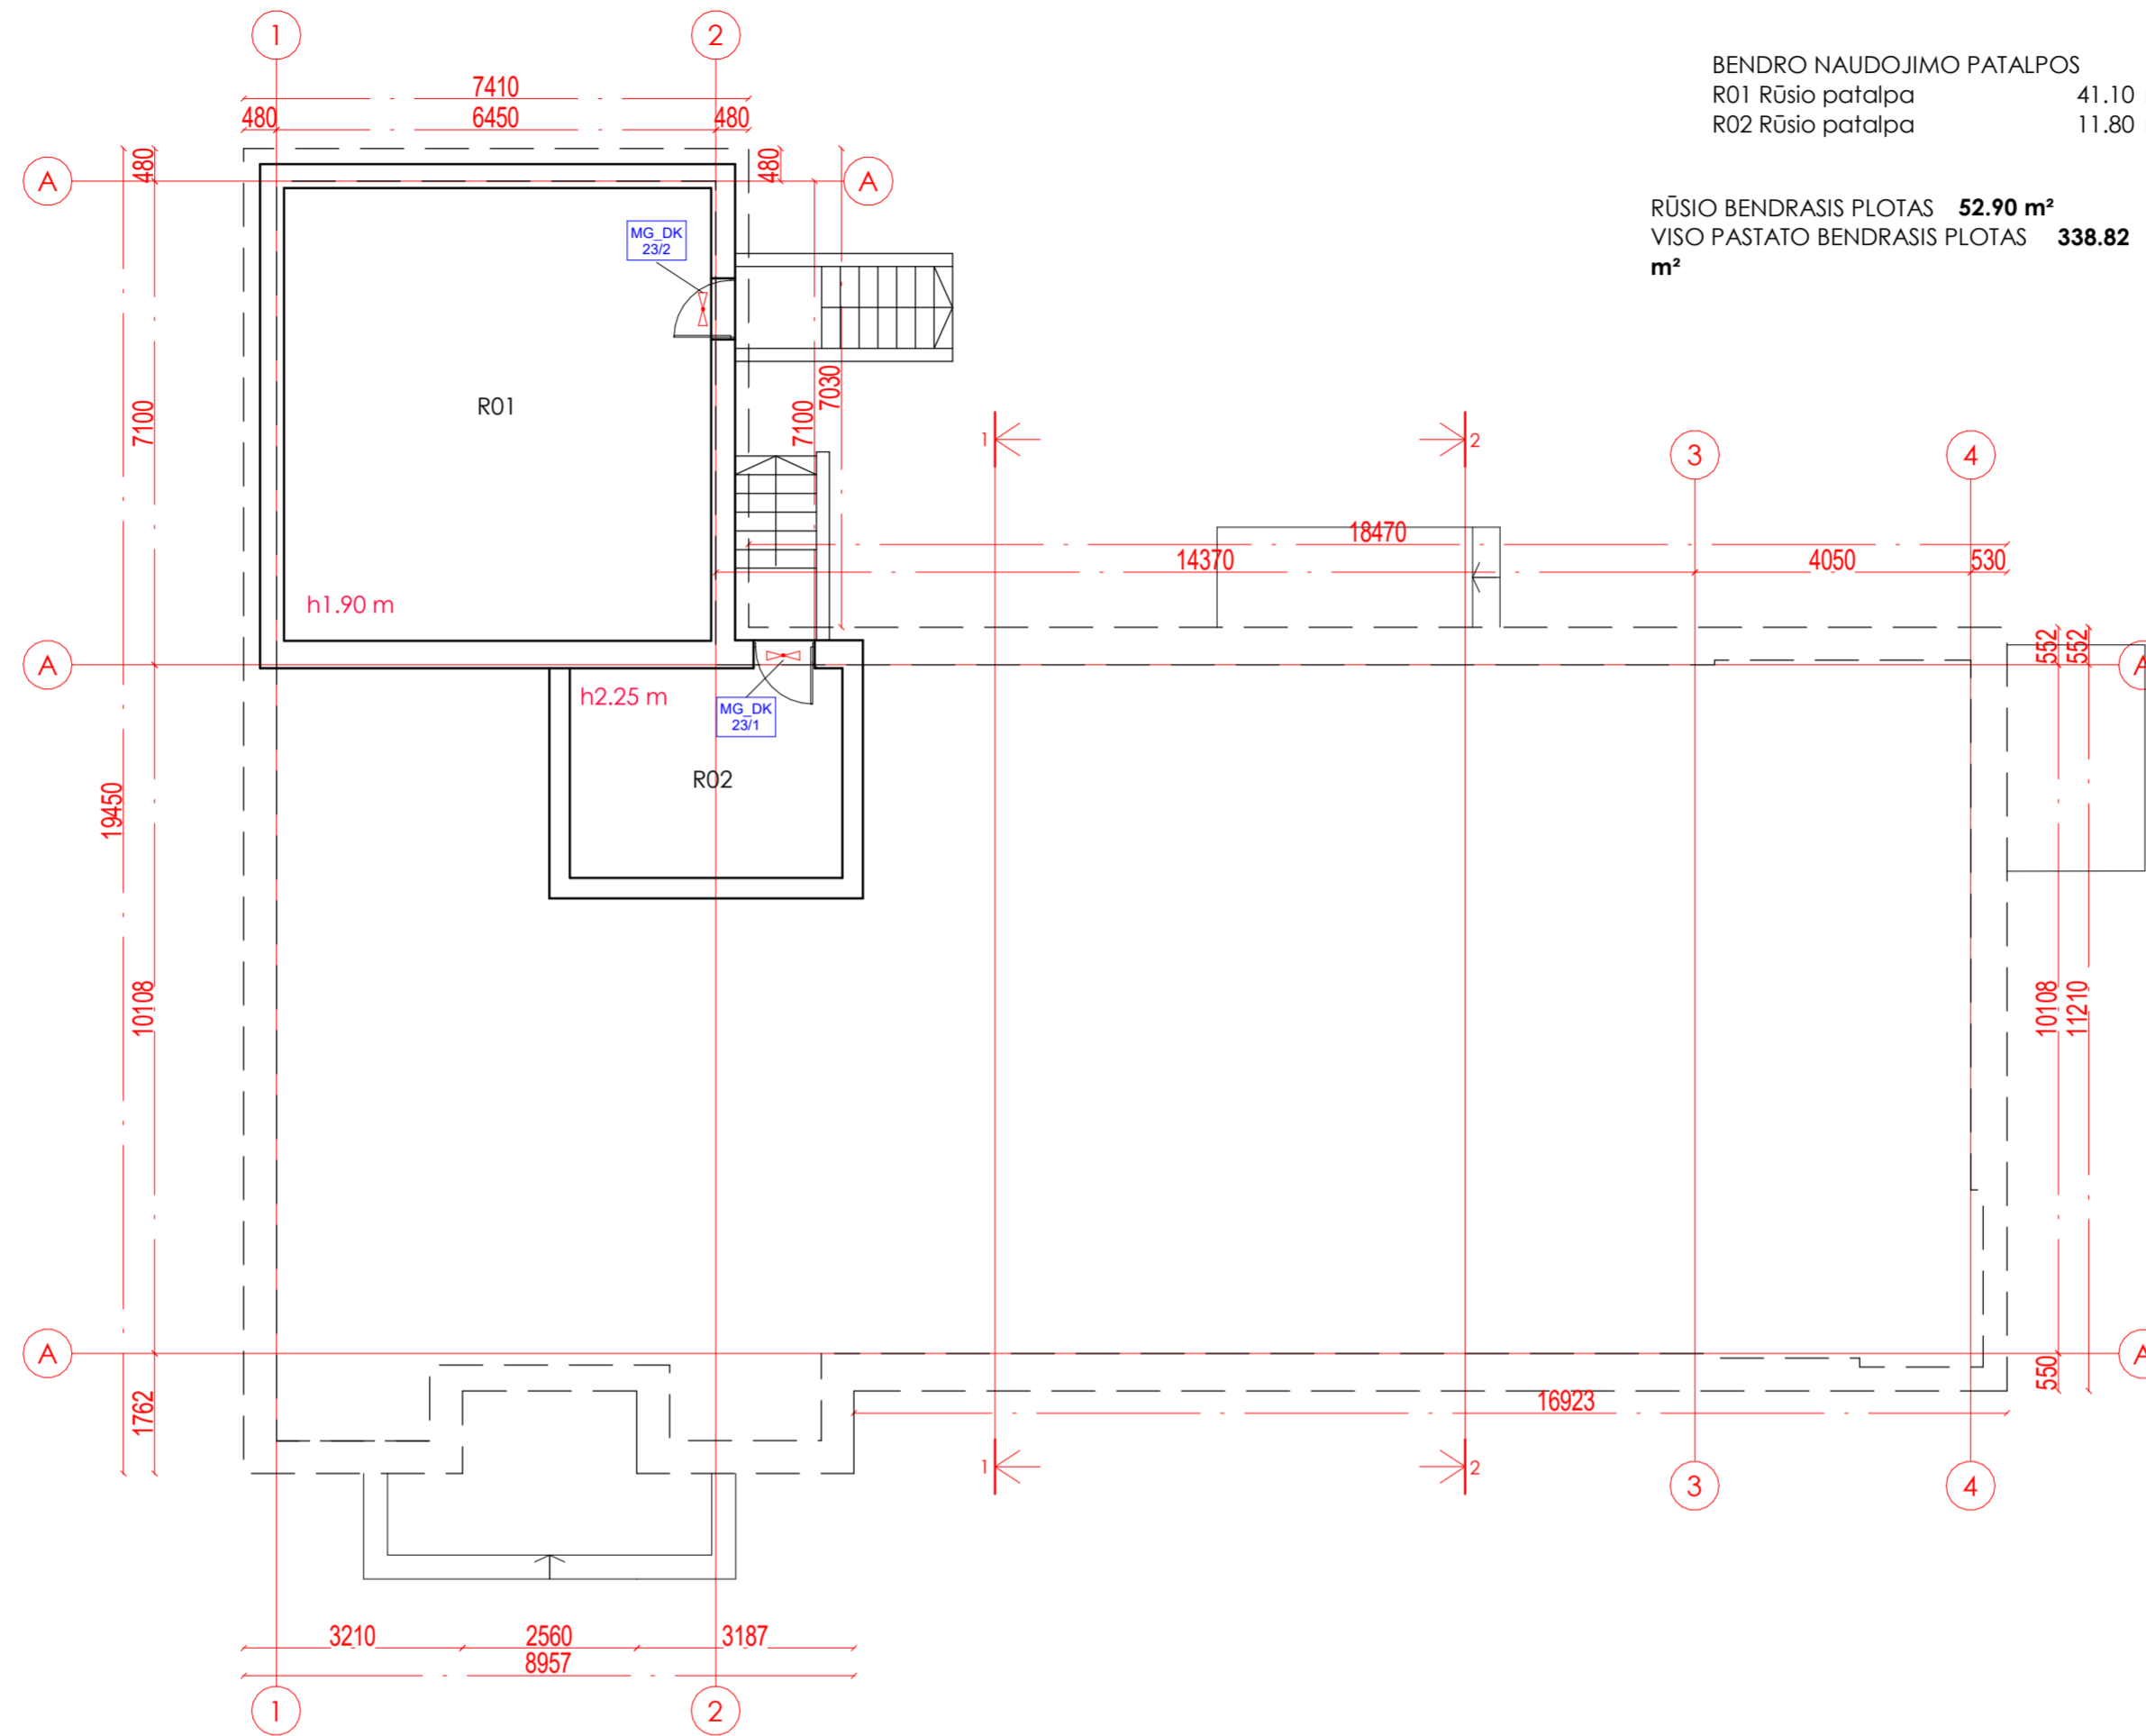 1
2
BENDRO NAUDOJIMO PATALPOS
R01 Rūsio patalpa 41.10
R02 Rūsio patalpa 11.80
7410
480 6450 480
480
480
A
A
RŪSIO BENDRASIS PLOTAS 52.90 m²
VISO PASTATO BENDRASIS PLOTAS 338.82
m²
MG_DK
23/2
R01
7100
7100
7030
1
2
3
4
18470
14370
4050
530
h1.90 m
A
552
552
A
h2.25 m
MG_DK
23/1
R02
19450
10108
10108
11210
A
A
550
1762
16923
1
2
3
4
3210
2560
3187
8957
1
2